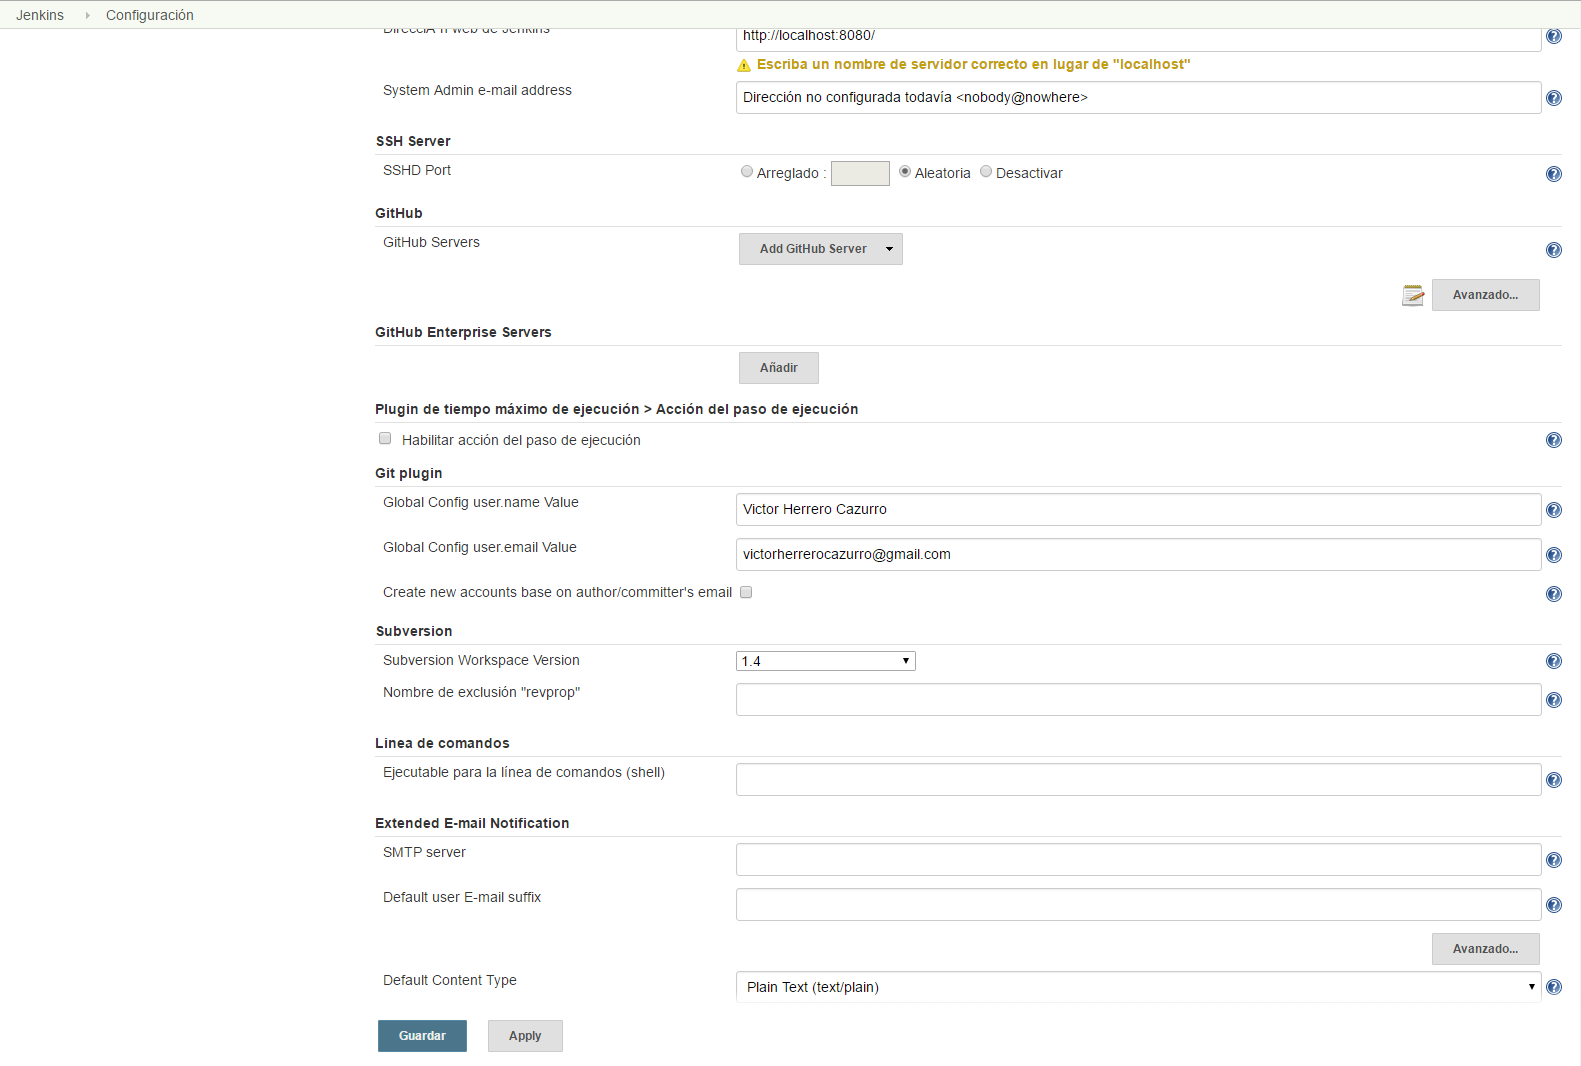 Jenkins Configuración
DirecciÃ³n web de Jenkins http://localhost:8080/
Escriba un nombre de servidor correcto en lugar de "localhost"
System Admin e-mail address Dirección no configurada todavía <nobody@nowhere>
SSH Server
SSHD Port Arreglado : Aleatoria Desactivar
GitHub
GitHub Servers Add GitHub Server
Avanzado...
GitHub Enterprise Servers
Añadir
Plugin de tiempo máximo de ejecución > Acción del paso de ejecución
Habilitar acción del paso de ejecución
Git plugin
Global Config user.name Value Victor Herrero Cazurro
Global Config user.email Value victorherrerocazurro@gmail.com
Create new accounts base on author/committer's email
Subversion
Subversion Workspace Version 1.4
Nombre de exclusión "revprop"
Linea de comandos
Ejecutable para la línea de comandos (shell)
Extended E-mail Notification
SMTP server
Default user E-mail suffix
Avanzado...
Default Content Type Plain Text (text/plain)
Guardar Apply